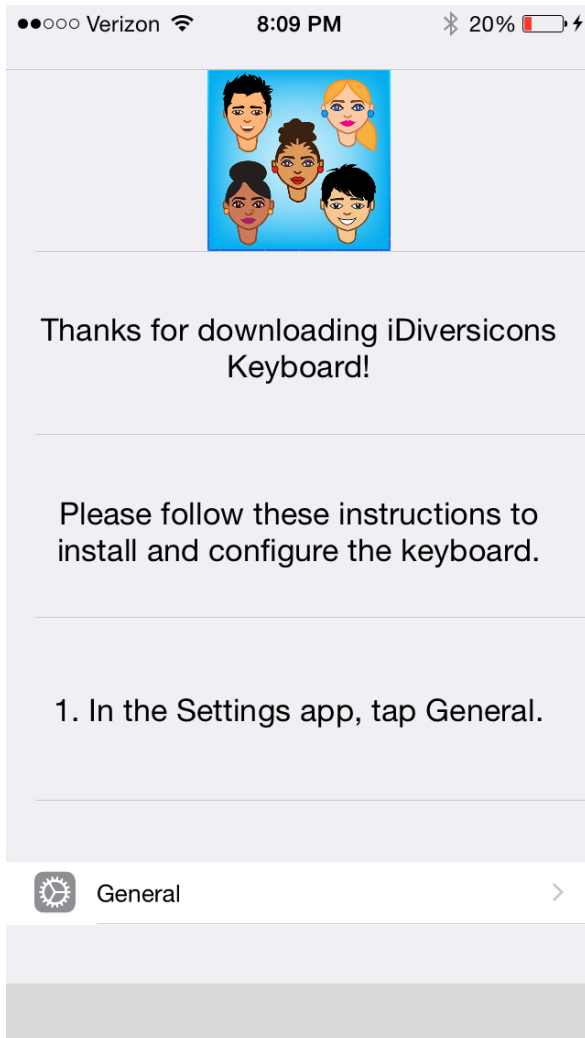 Verizon 8:09 PM 20%
Thanks for downloading iDiversicons
Keyboard!
Please follow these instructions to
install and configure the keyboard.
1. In the Settings app, tap General.
General